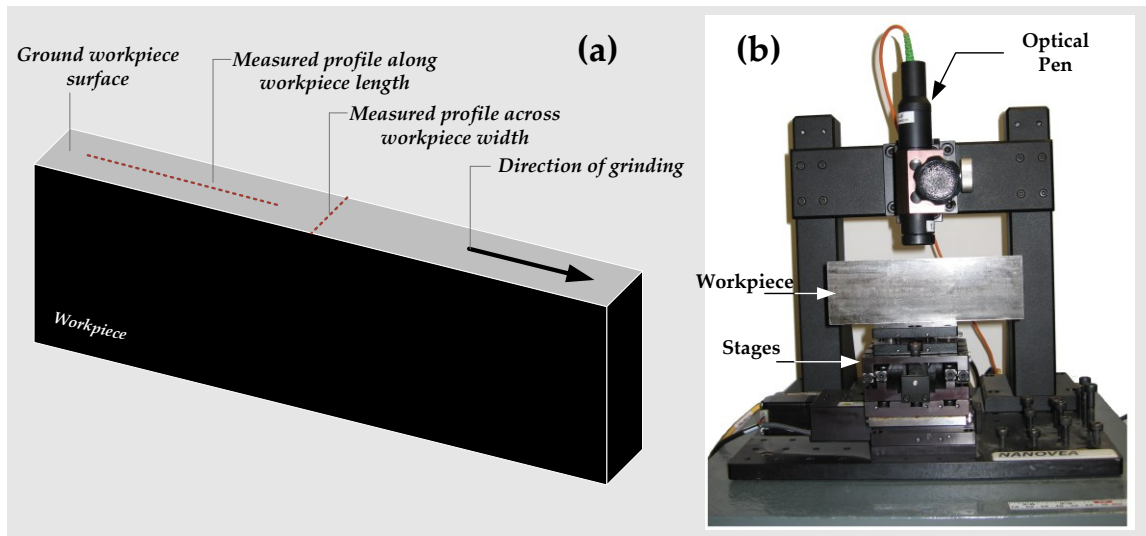 (a)
Ground workpiece
surface
Measured profile along
workpiece length
Measured profile across
workpiece width
Direction of grinding
Workpiece
(b)
Optical
Pen
Workpiece
Stages
NANOVEA